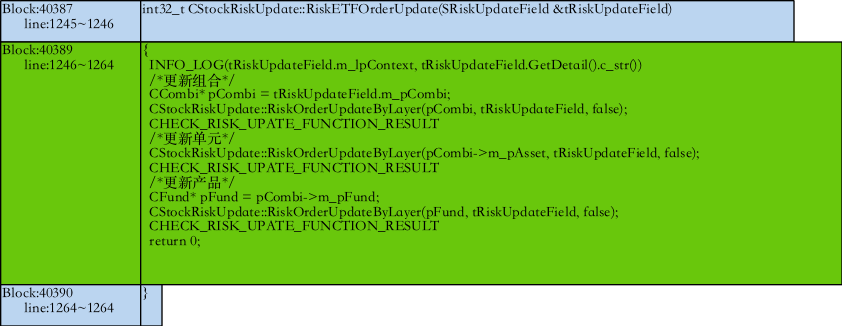 Block:40387
line:1245~1246
int32_t CStockRiskUpdate::RiskETFOrderUpdate(SRiskUpdateField &tRiskUpdateField)
Block:40389
line:1246~1264
{
INFO_LOG(tRiskUpdateField.m_lpContext, tRiskUpdateField.GetDetail().c_str())
/*更新组合*/
CCombi* pCombi = tRiskUpdateField.m_pCombi;
CStockRiskUpdate::RiskOrderUpdateByLayer(pCombi, tRiskUpdateField, false);
CHECK_RISK_UPATE_FUNCTION_RESULT
/*更新单元*/
CStockRiskUpdate::RiskOrderUpdateByLayer(pCombi->m_pAsset, tRiskUpdateField, false);
CHECK_RISK_UPATE_FUNCTION_RESULT
/*更新产品*/
CFund* pFund = pCombi->m_pFund;
CStockRiskUpdate::RiskOrderUpdateByLayer(pFund, tRiskUpdateField, false);
CHECK_RISK_UPATE_FUNCTION_RESULT
return 0;
Block:40390
line:1264~1264
}